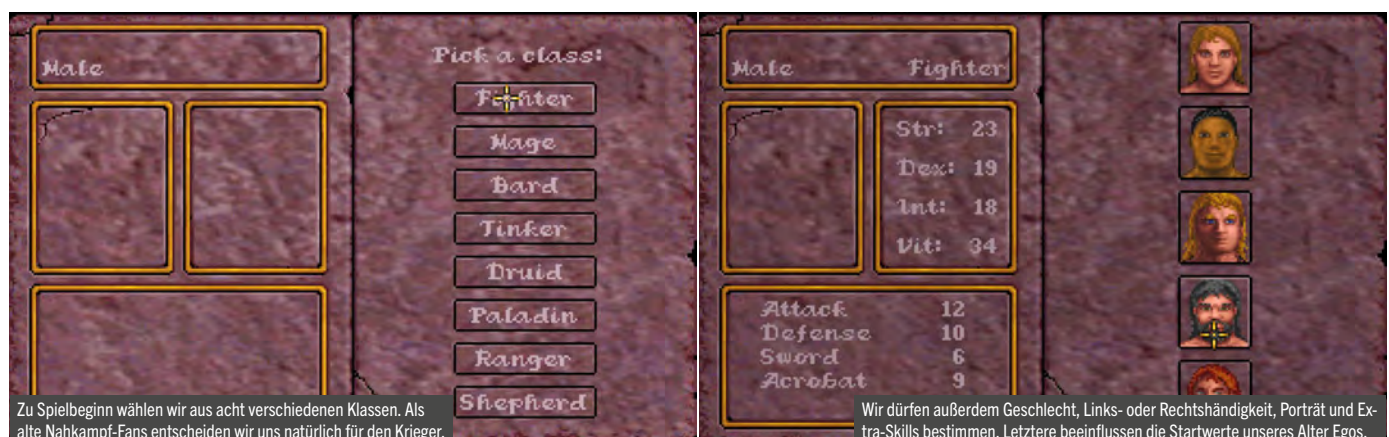 Male
Pick a class:
Fighter
Mage
Bard
Tinker
Druid
Paladin
Ranger
Shepherd
Zu Spielbeginn wählen wir aus acht verschiedenen Klassen. Als
alte Nahkampf-Fans entscheiden wir uns natürlich für den Krieger.
Male Fighter
Str: 23
Dex: 19
Int: 18
Vit: 34
Attack 12
Defense 10
Sword 6
Acrobat 9
Wir dürfen außerdem Geschlecht, Links- oder Rechtshändigkeit, Porträt und Ex-
tra-Skills bestimmen. Letztere beeinflussen die Startwerte unseres Alter Egos.